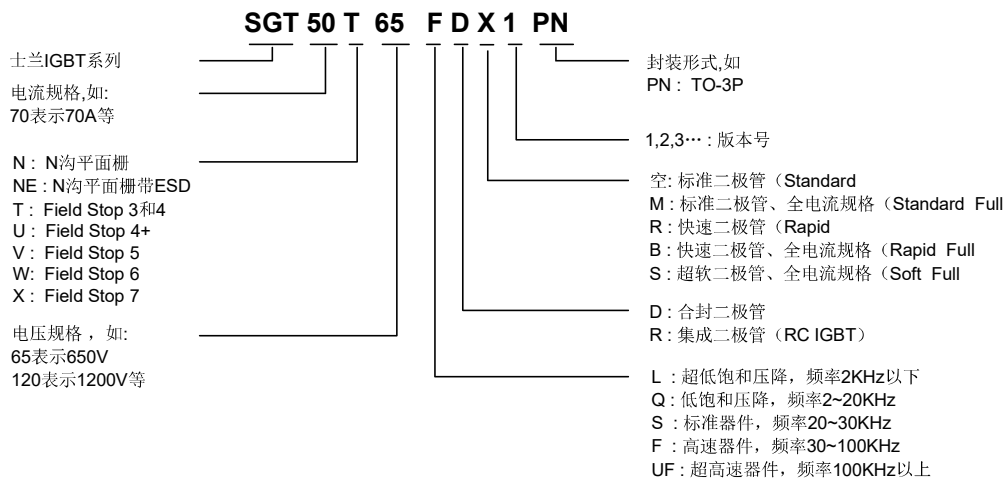 SGT 50 T 65 F D X 1 PN
士兰IGBT系列
电流规格,如:
70表示70A等
N : N沟平面栅
NE : N沟平面栅带ESD
T : Field Stop 3和4
U : Field Stop 4+
V : Field Stop 5
W: Field Stop 6
X : Field Stop 7
电压规格 ,如:
65表示650V
120表示1200V等
封装形式,如
PN : TO-3P
1,2,3… : 版本号
空: 标准二极管（Standard
M : 标准二极管、全电流规格（Standard Full
R : 快速二极管（Rapid
B : 快速二极管、全电流规格（Rapid Full
S : 超软二极管、全电流规格（Soft Full
D : 合封二极管
R : 集成二极管（RC IGBT）
L : 超低饱和压降，频率2KHz以下
Q : 低饱和压降，频率2~20KHz
S : 标准器件，频率20~30KHz
F : 高速器件，频率30~100KHz
UF : 超高速器件，频率100KHz以上